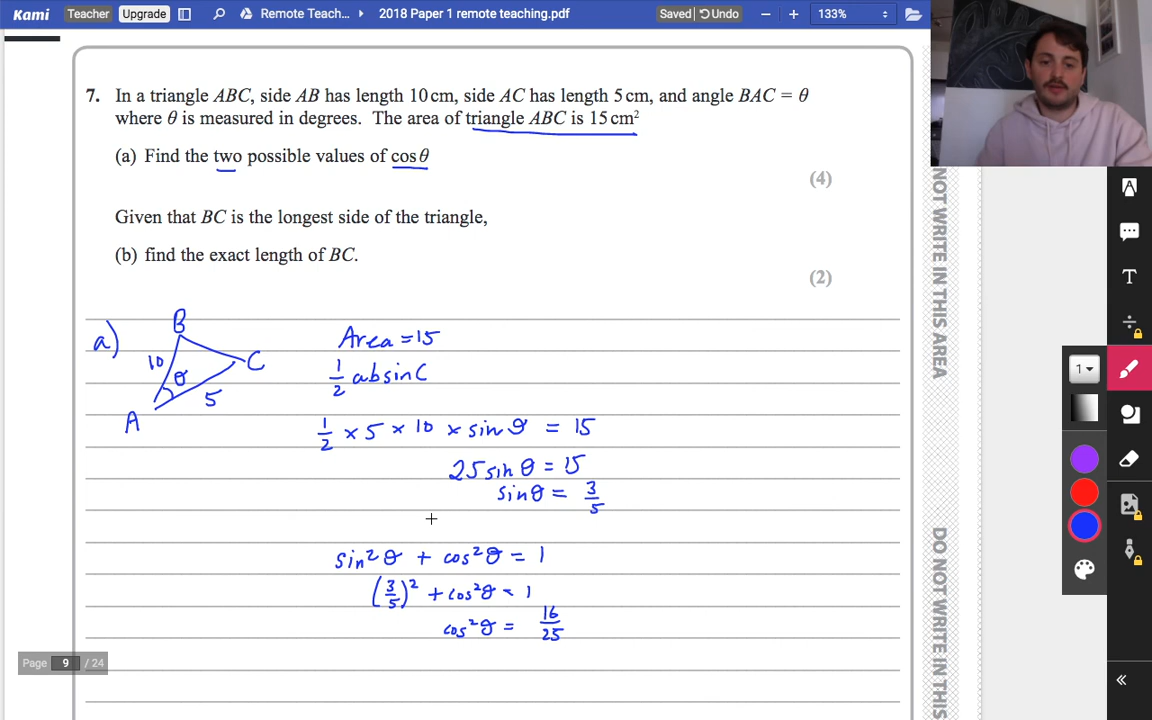 Kami Teacher Upgrade Remote Teach... 2018 Paper 1 remote teaching.pdf Saved Undo 133%
7. In a triangle ABC, side AB has length 10 cm, side AC has length 5 cm, and angle BAC = θ
where θ is measured in degrees. The area of triangle ABC is 15 cm²
(a) Find the two possible values of cos θ
(4)
Given that BC is the longest side of the triangle,
(b) find the exact length of BC.
(2)
a) B 10 θ C 5 A
Area = 15
1/2 ab sin C
1/2 × 5 × 10 × sin θ = 15
25 sin θ = 15
sin θ = 3/5
sin²θ + cos²θ = 1
(3/5)² + cos²θ = 1
cos²θ = 16/25
Page 9 / 24
NOT WRITE IN THIS AREA
DO NOT WRITE IN THIS
T
1